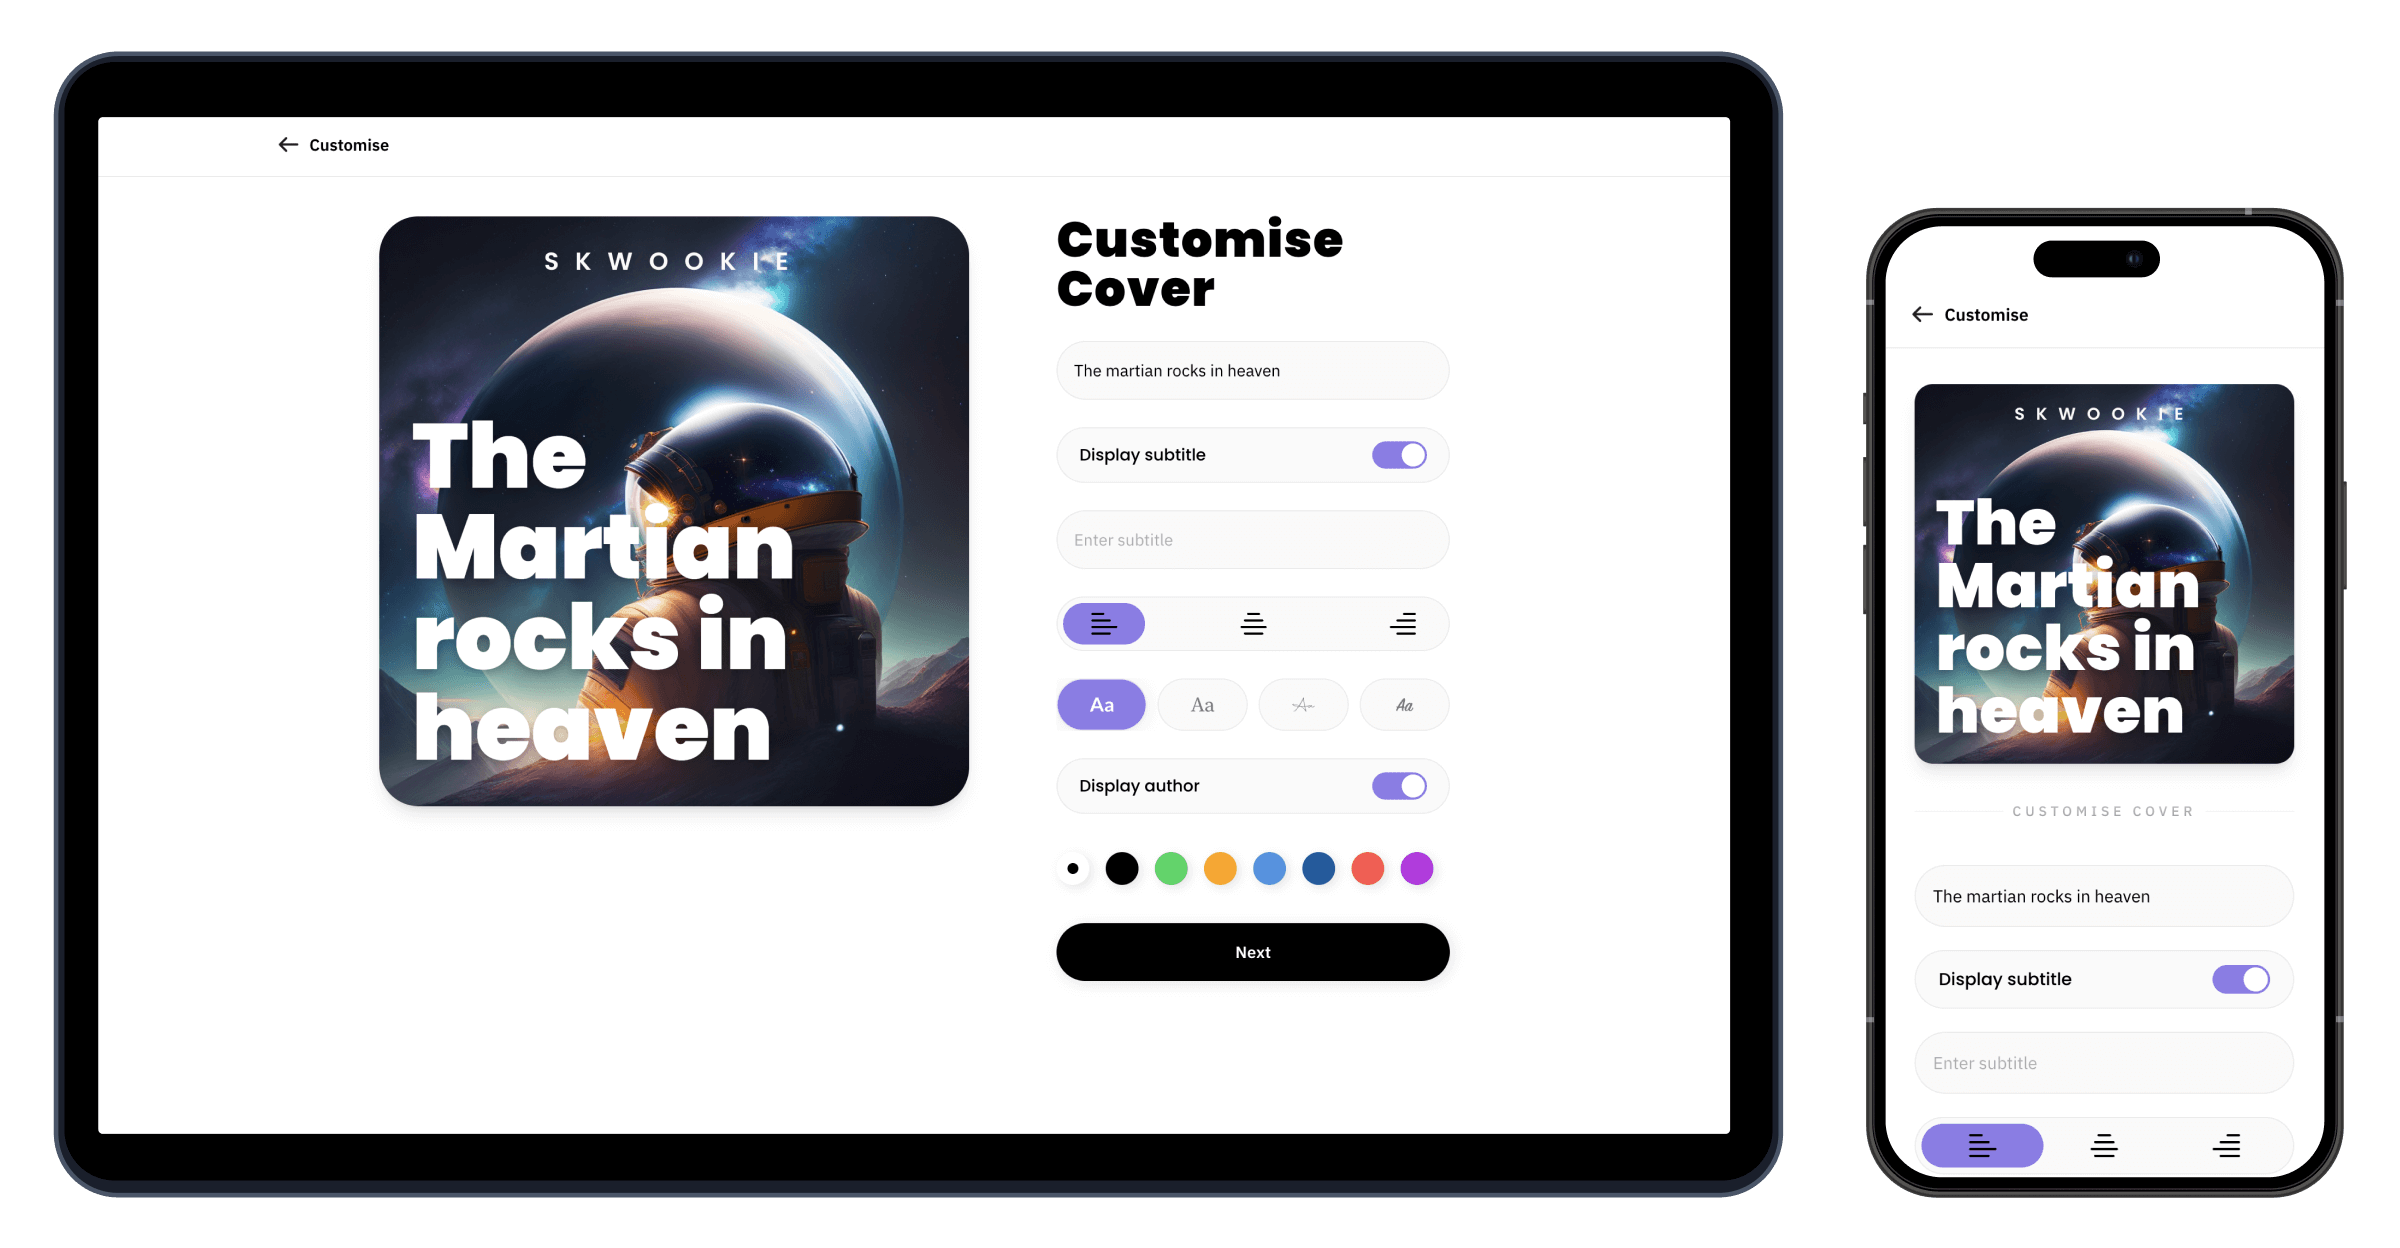 Customise
S K W O O K I E
The
Martian
rocks in
heaven
Customise
Cover
The martian rocks in heaven
Display subtitle
Enter subtitle
Aa
Aa
Aa
Aa
Display author
Next
Customise
S K W O O K I E
The
Martian
rocks in
heaven
CUSTOMISE COVER
The martian rocks in heaven
Display subtitle
Enter subtitle